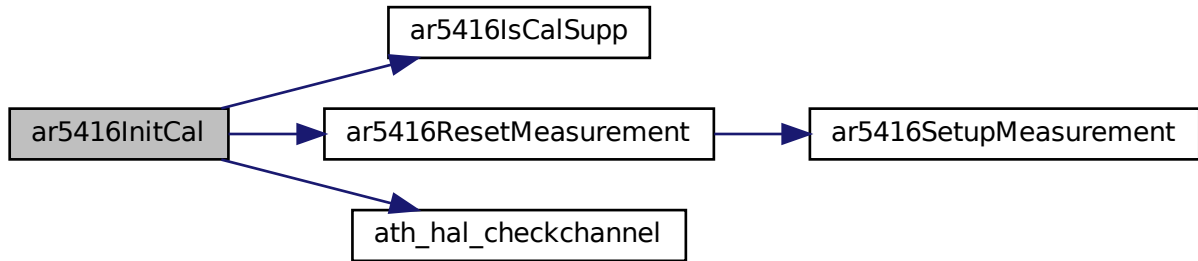 ar5416IsCalSupp
ar5416InitCal
ar5416ResetMeasurement
ar5416SetupMeasurement
ath_hal_checkchannel